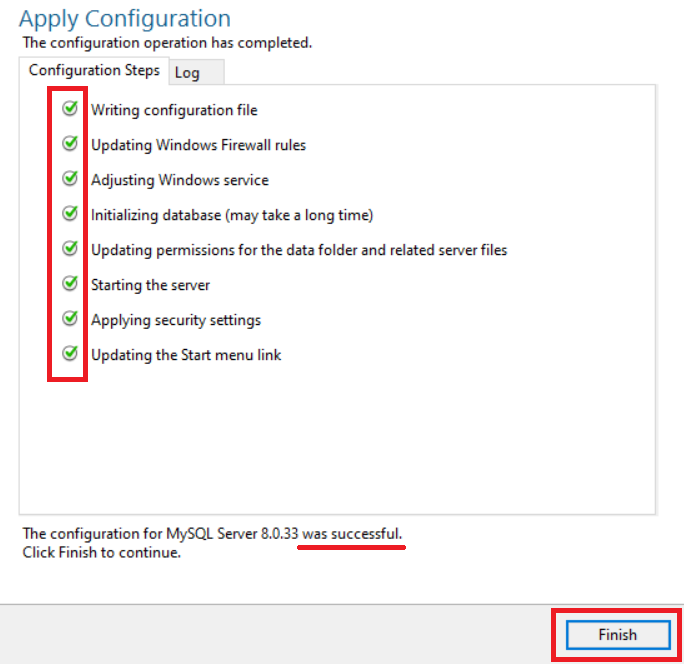 Apply Configuration
The configuration operation has completed.
Configuration Steps
Log
Writing configuration file
Updating Windows Firewall rules
Adjusting Windows service
Initializing database (may take a long time)
Updating permissions for the data folder and related server files
Starting the server
Applying security settings
Updating the Start menu link
The configuration for MySQL Server 8.0.33 was successful.
Click Finish to continue.
Finish